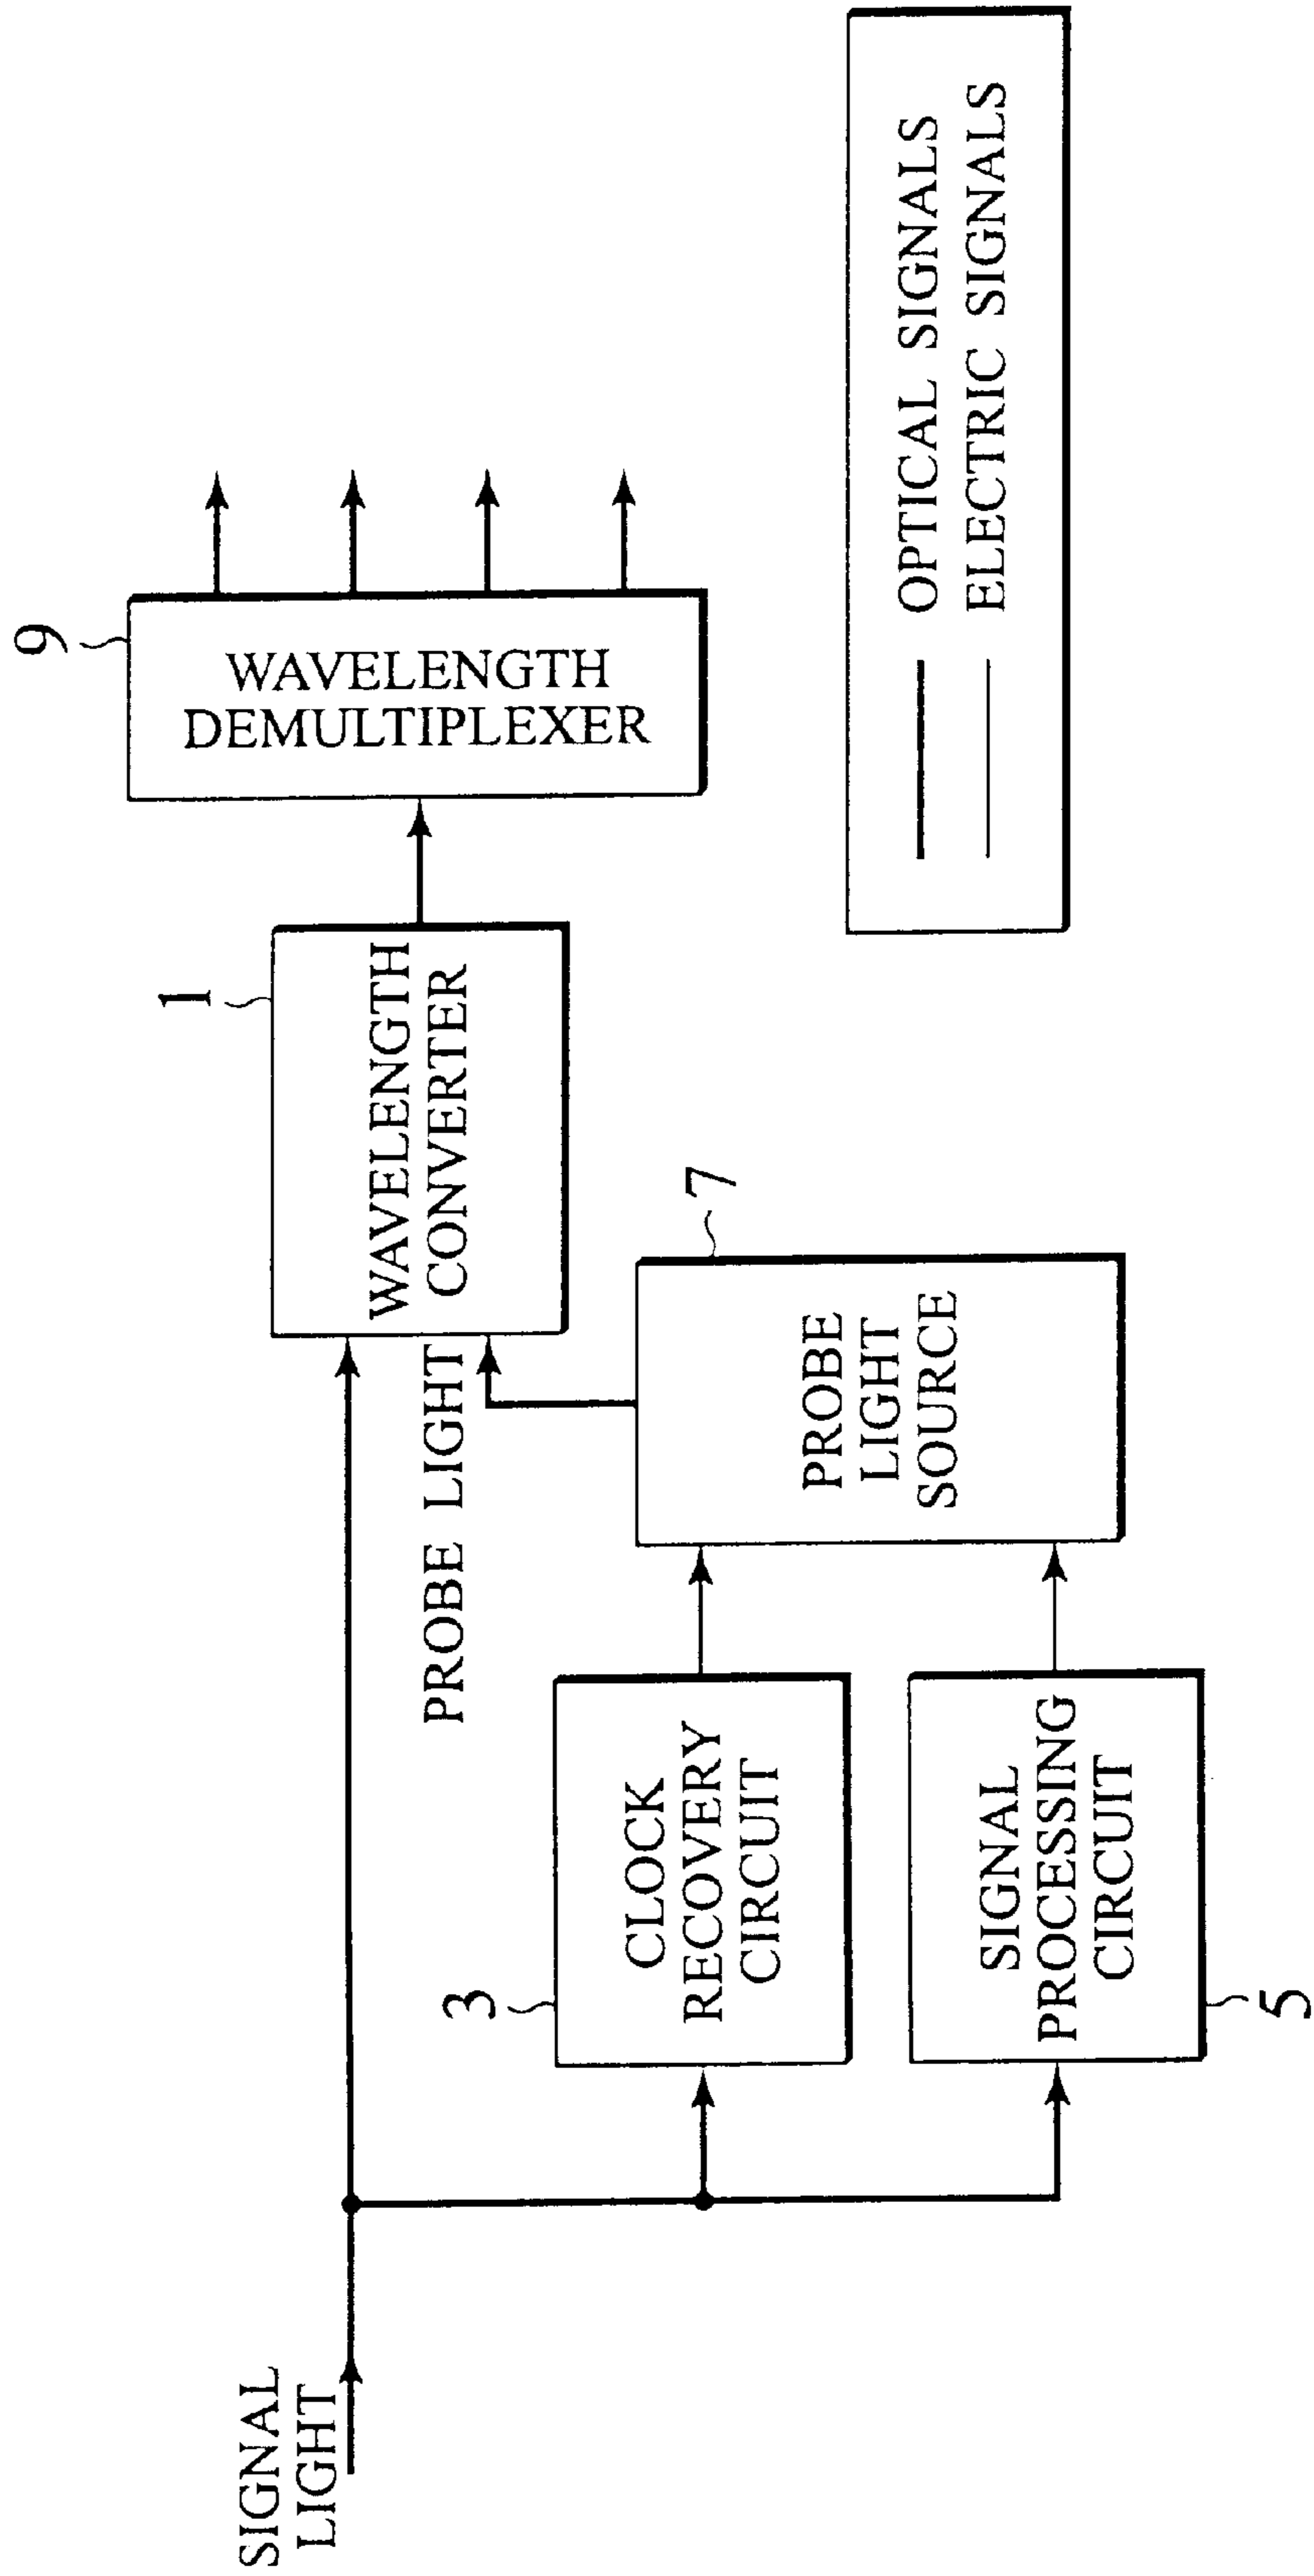 SIGNAL
LIGHT
PROBE LIGHT
1
WAVELENGTH
CONVERTER
9
WAVELENGTH
DEMULTIPLEXER
3
CLOCK
RECOVERY
CIRCUIT
7
PROBE
LIGHT
SOURCE
SIGNAL
PROCESSING
CIRCUIT
5
OPTICAL SIGNALS
ELECTRIC SIGNALS